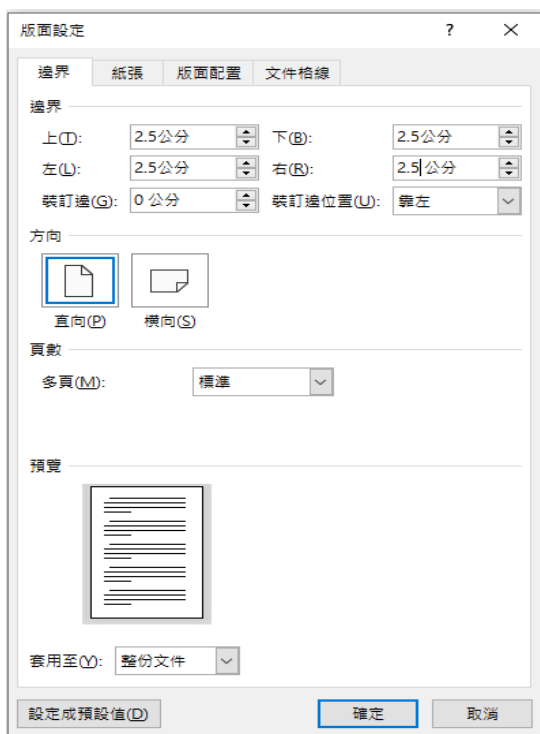 版面設定 ?
邊界 紙張 版面配置 文件格線
邊界
上(T): 2.5公分 下(B): 2.5公分
左(L): 2.5公分 右(R): 2.5公分
裝訂邊(G): 0 公分 裝訂邊位置(U): 靠左
方向
直向(P) 橫向(S)
頁數
多頁(M): 標準
預覽
套用至(Y): 整份文件
設定成預設值(D) 確定 取消